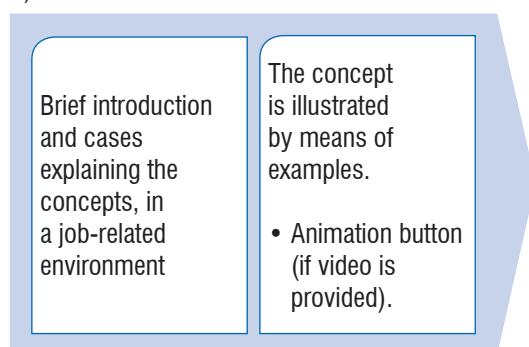 Brief introduction
and cases
explaining the
concepts, in
a job-related
environment
The concept
is illustrated
by means of
examples.
• Animation button
(if video is
provided).